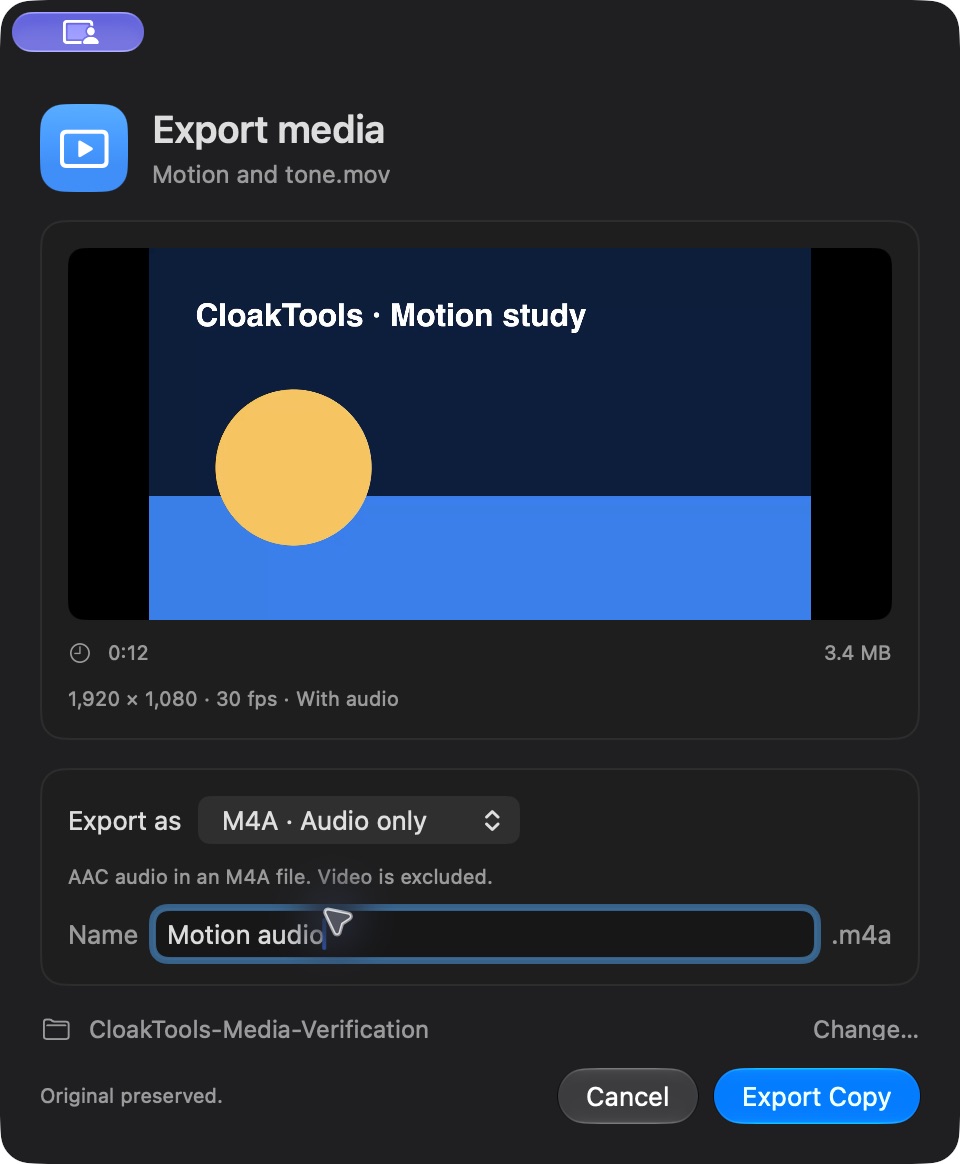 Export media
Motion and tone.mov
CloakTools · Motion study
0:12 3.4 MB
1,920 × 1,080 · 30 fps · With audio
Export as M4A · Audio only
AAC audio in an M4A file. Video is excluded.
Name Motion audio .m4a
CloakTools-Media-Verification Change...
Original preserved. Cancel Export Copy